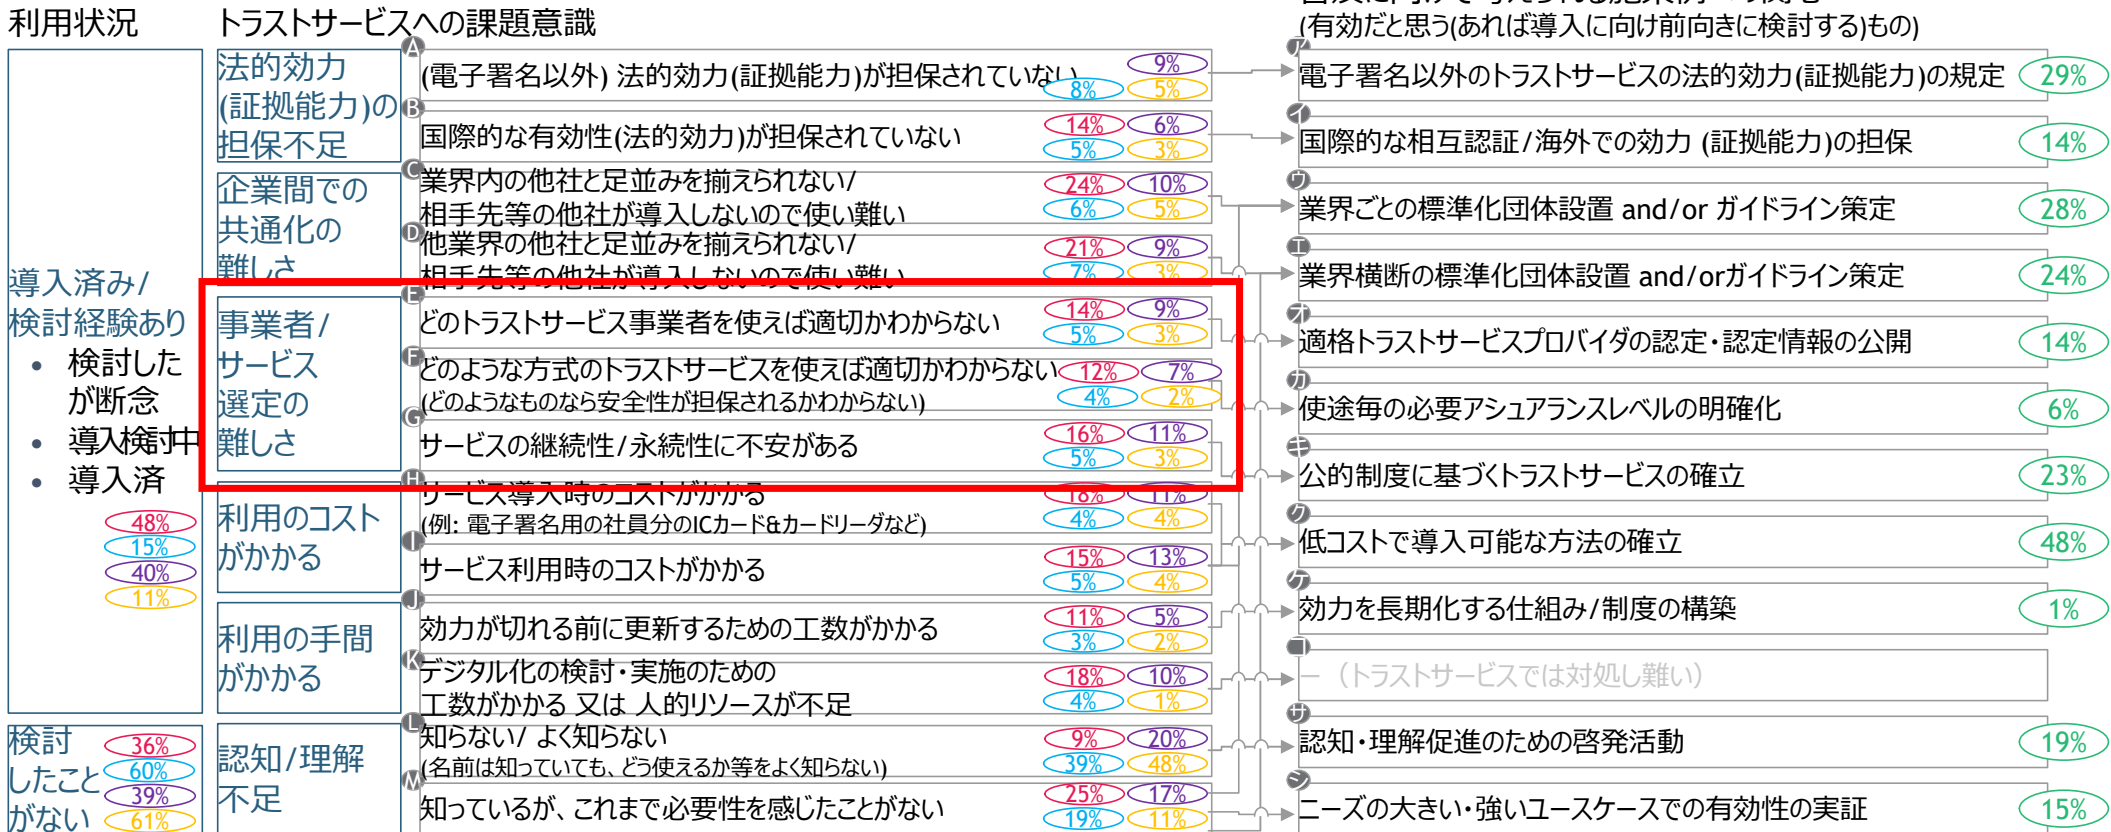 利用状況
トラストサービスへの課題意識
(有効だと思う(あれば導入に向け前向きに検討する)もの)
導入済み/
検討経験あり
• 検討した
が断念
• 導入検討中
• 導入済
48%
15%
40%
11%
検討
したこと
がない
36%
60%
39%
61%
法的効力
(証拠能力)の
担保不足
A
(電子署名以外) 法的効力(証拠能力)が担保されていない
9%
8% 5%
B
国際的な有効性(法的効力)が担保されていない
14% 6%
5% 3%
企業間での
共通化の
難しさ
C
業界内の他社と足並みを揃えられない/
相手先等の他社が導入しないので使い難い
24% 10%
6% 5%
D
他業界の他社と足並みを揃えられない/
相手先等の他社が導入しないので使い難い
21% 9%
7% 3%
事業者/
サービス
選定の
難しさ
E
どのトラストサービス事業者を使えば適切かわからない
14% 9%
5% 3%
F
どのような方式のトラストサービスを使えば適切かわからない
(どのようなものなら安全性が担保されるかわからない)
12% 7%
4% 2%
G
サービスの継続性/永続性に不安がある
16% 11%
5% 3%
利用のコスト
がかかる
H
サービス導入時のコストがかかる
(例: 電子署名用の社員分のICカード&カードリーダなど)
18% 11%
4% 4%
I
サービス利用時のコストがかかる
15% 13%
5% 4%
利用の手間
がかかる
J
効力が切れる前に更新するための工数がかかる
11% 5%
3% 2%
K
デジタル化の検討・実施のための
工数がかかる 又は 人的リソースが不足
18% 10%
4% 1%
認知/理解
不足
L
知らない/ よく知らない
(名前は知っていても、どう使えるか等をよく知らない)
9% 20%
39% 48%
M
知っているが、これまで必要性を感じたことがない
25% 17%
19% 11%
ア
電子署名以外のトラストサービスの法的効力(証拠能力)の規定
29%
イ
国際的な相互認証/海外での効力 (証拠能力)の担保
14%
ウ
業界ごとの標準化団体設置 and/or ガイドライン策定
28%
エ
業界横断の標準化団体設置 and/orガイドライン策定
24%
オ
適格トラストサービスプロバイダの認定・認定情報の公開
14%
カ
使途毎の必要アシュアランスレベルの明確化
6%
キ
公的制度に基づくトラストサービスの確立
23%
ク
低コストで導入可能な方法の確立
48%
ケ
効力を長期化する仕組み/制度の構築
1%
コ
－ （トラストサービスでは対処し難い）
サ
認知・理解促進のための啓発活動
19%
シ
ニーズの大きい・強いユースケースでの有効性の実証
15%